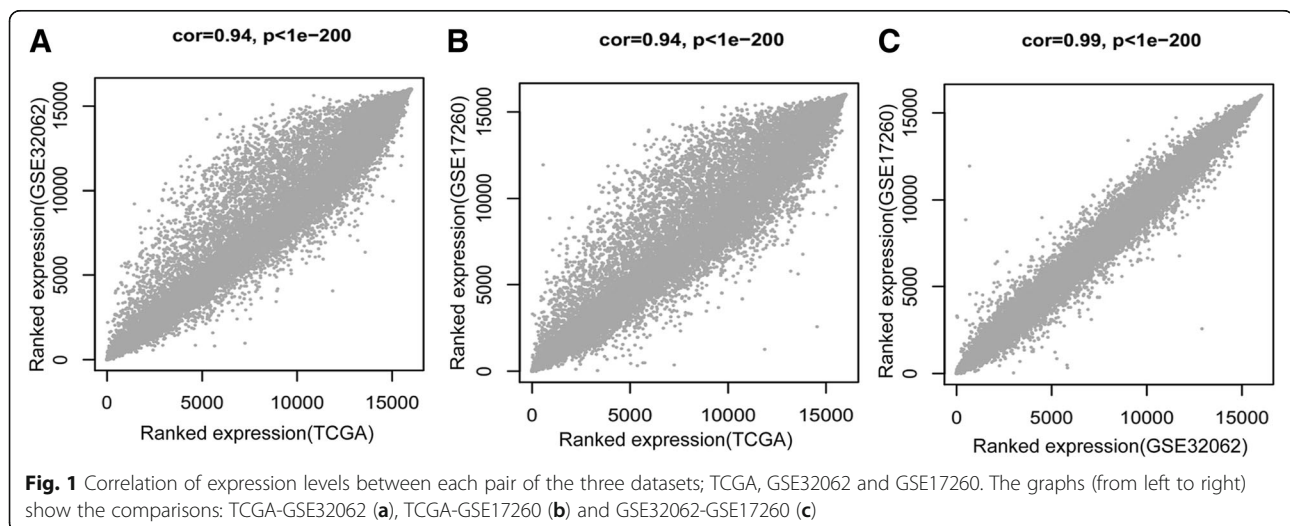 A
cor=0.94, p<1e−200
Ranked expression(GSE32062)
15000
10000
5000
0
0 5000 10000 15000
Ranked expression(TCGA)
B
cor=0.94, p<1e−200
Ranked expression(GSE17260)
15000
10000
5000
0
0 5000 10000 15000
Ranked expression(TCGA)
C
cor=0.99, p<1e−200
Ranked expression(GSE17260)
15000
10000
5000
0
0 5000 10000 15000
Ranked expression(GSE32062)
Fig. 1 Correlation of expression levels between each pair of the three datasets; TCGA, GSE32062 and GSE17260. The graphs (from left to right)
show the comparisons: TCGA-GSE32062 (a), TCGA-GSE17260 (b) and GSE32062-GSE17260 (c)